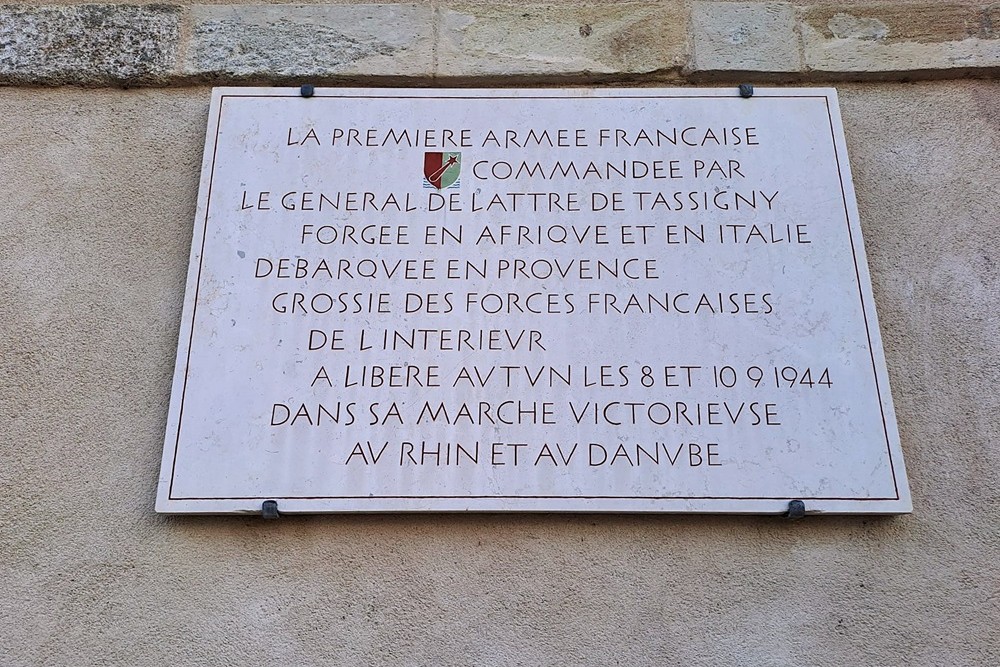 LA PREMIERE ARMEE FRANCAISE
COMMANDEE PAR
LE GENERAL DE LATTRE DE TASSIGNY
FORGEE EN AFRIQVE ET EN ITALIE
DEBARQVEE EN PROVENCE
GROSSIE DES FORCES FRANCAISES
DE L INTERIEVR
A LIBERE AVTVN LES 8 ET 10 9 1944
DANS SA MARCHE VICTORIEVSE
AV RHIN ET AV DANVBE